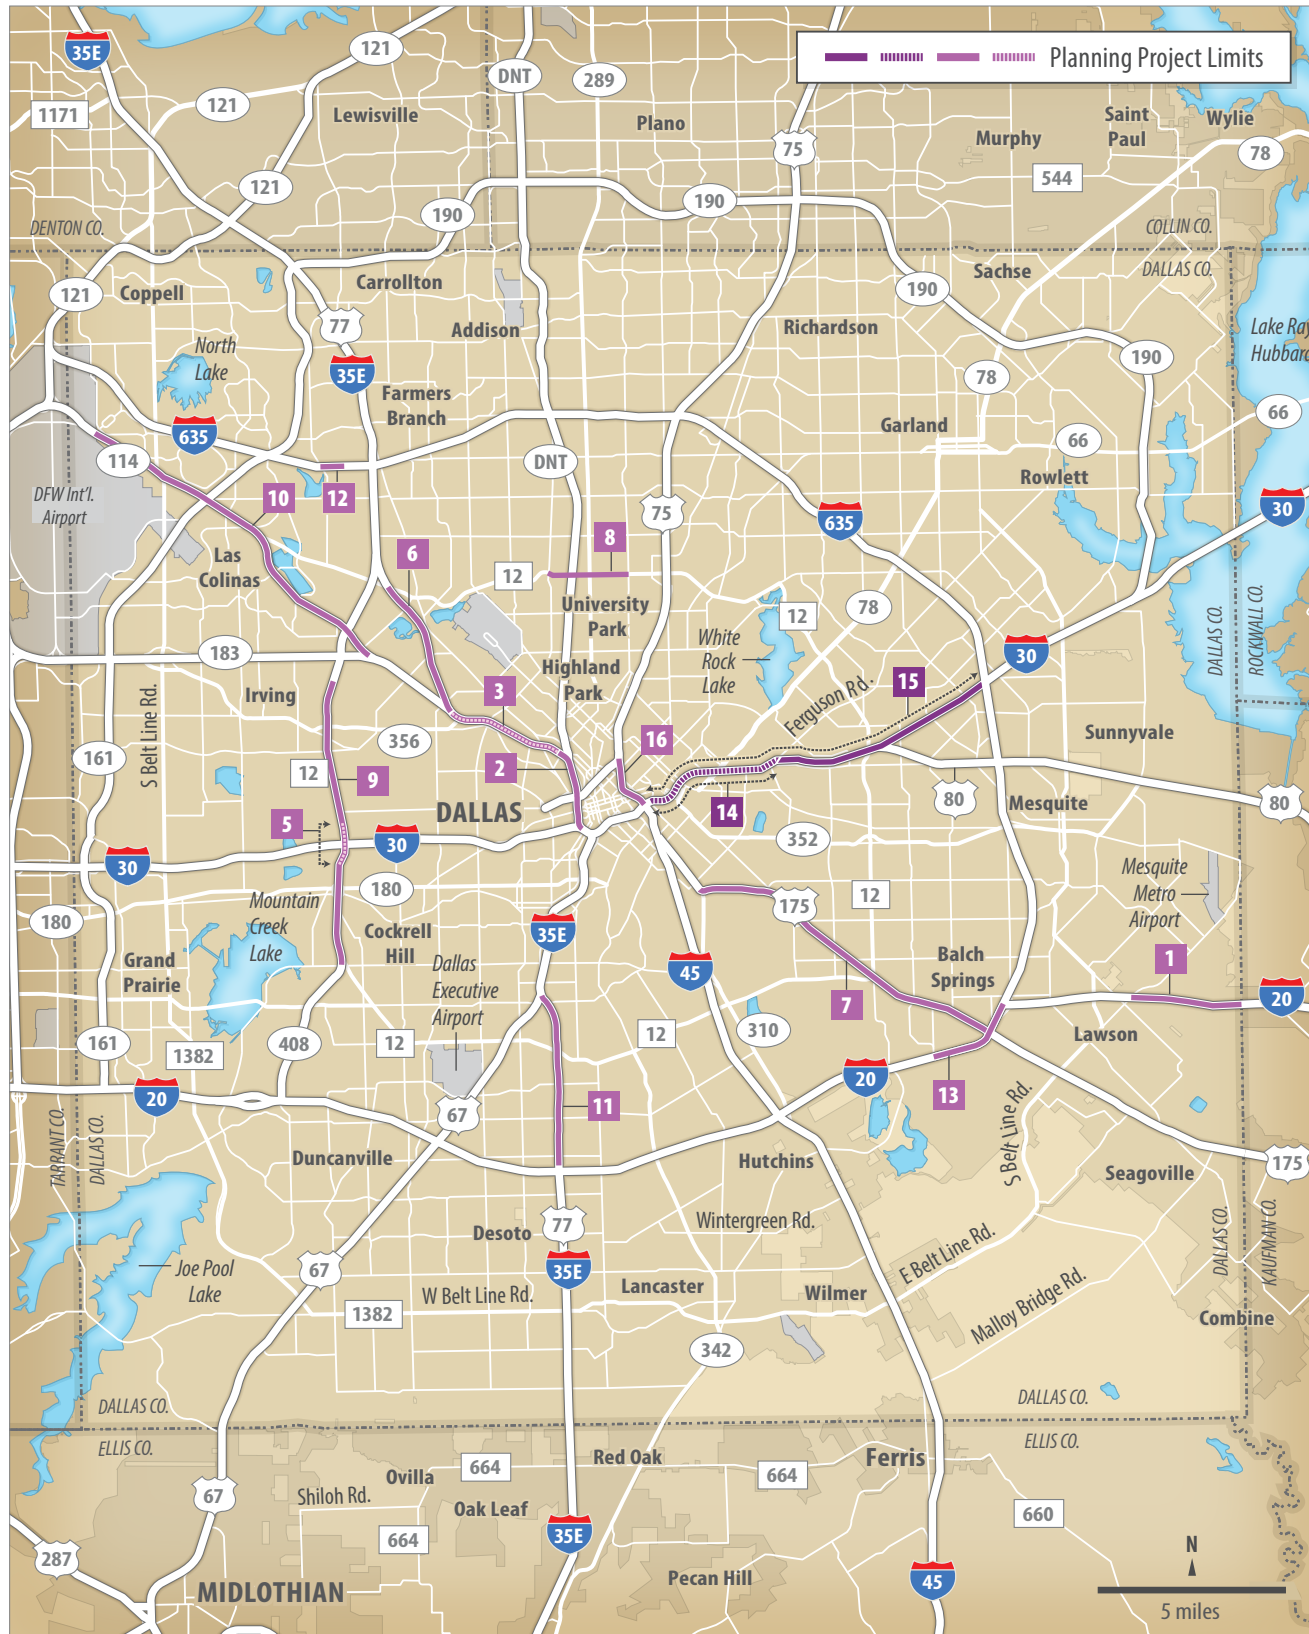 35E
121
DNT
289
Planning Project Limits
1171
121
Lewisville
Plano
75
Murphy
Saint
Paul
Wylie
78
544
121
190
190
DENTON CO.
COLLIN CO.
DALLAS CO.
121
Coppell
Carrollton
Sachse
190
77
Addison
Richardson
Lake Ray
Hubbard
North
Lake
35E
190
78
Farmers
Branch
66
635
Garland
66
114
DNT
Rowlett
DFW Int'l.
Airport
10
12
75
30
635
8
6
Las
Colinas
12
University
Park
12
78
DALLAS CO.
ROCKWALL CO.
183
White
Rock
Lake
30
Highland
Park
15
S Belt Line Rd.
Irving
3
Ferguson Rd.
Sunnyvale
356
16
161
12
9
2
80
80
DALLAS
14
Mesquite
5
30
352
30
Mesquite
Metro
Airport
180
175
12
Mountain
Creek
Lake
180
Cockrell
Hill
35E
Grand
Prairie
Dallas
Executive
Airport
45
Balch
Springs
1
7
20
161
1382
408
12
12
310
Lawson
20
13
20
67
11
S Belt Line Rd.
TARRANT CO.
DALLAS CO.
Duncanville
Hutchins
Seagoville
175
Desoto
77
Wintergreen Rd.
DALLAS CO.
KAUFMAN CO.
E Belt Line Rd.
Joe Pool
Lake
67
35E
Lancaster
Wilmer
W Belt Line Rd.
1382
Malloy Bridge Rd.
Combine
342
DALLAS CO.
DALLAS CO.
ELLIS CO.
ELLIS CO.
Red Oak
Ferris
Ovilla
664
664
67
Shiloh Rd.
Oak Leaf
660
664
35E
287
N
MIDLOTHIAN
Pecan Hill
45
5 miles